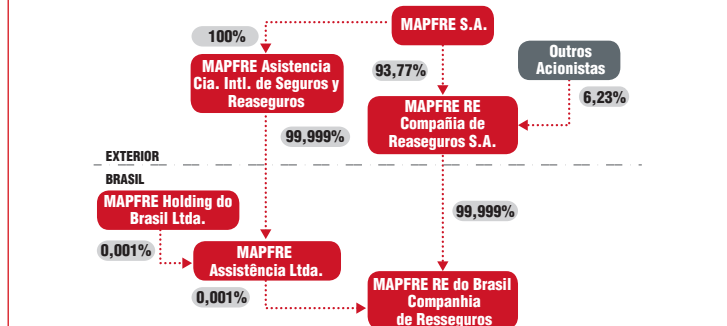 MAPFRE S.A.
100%
MAPFRE Asistencia
Cia. Intl. de Seguros y
Reaseguros
93,77%
Outros
Acionistas
6,23%
MAPFRE RE
Compañia de
Reaseguros S.A.
99,999%
EXTERIOR
BRASIL
MAPFRE Holding do
Brasil Ltda.
99,999%
0,001%
MAPFRE
Assistência Ltda.
0,001%
MAPFRE RE do Brasil
Companhia
de Resseguros